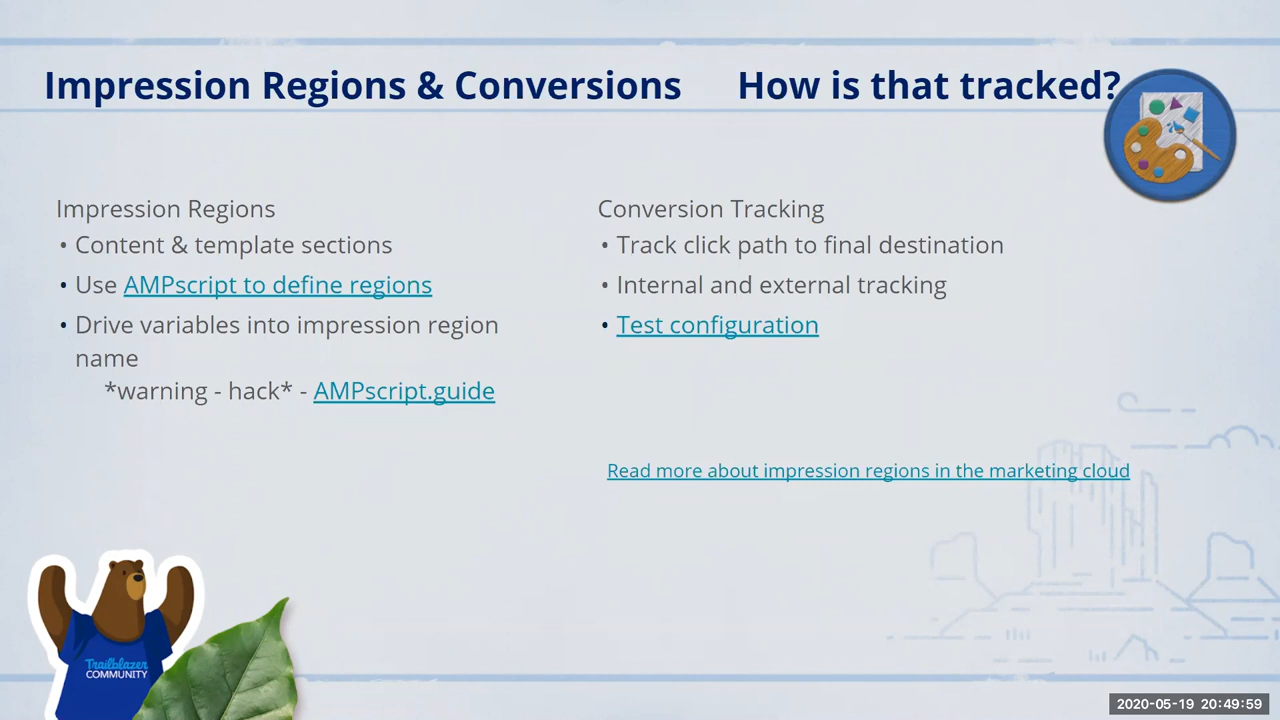 Impression Regions & Conversions How is that tracked?
Impression Regions
• Content & template sections
• Use AMPscript to define regions
• Drive variables into impression region
name
*warning - hack* - AMPscript.guide
Conversion Tracking
• Track click path to final destination
• Internal and external tracking
• Test configuration
Read more about impression regions in the marketing cloud
Trailblazer
COMMUNITY
2020-05-19 20:49:59